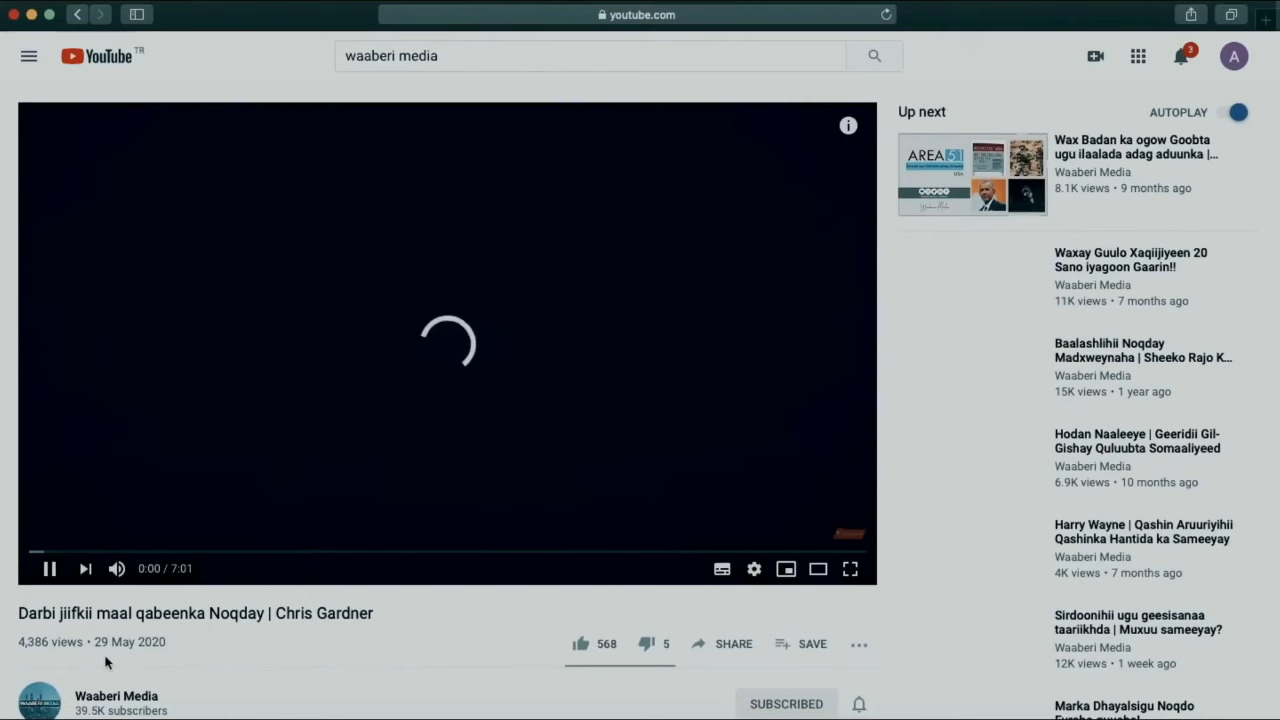 youtube.com
YouTube TR
waaberi media
3
A
Up next
AUTOPLAY
AREA 51
USA
Wax Badan ka ogow Goobta
ugu ilaalada adag aduunka |...
Waaberi Media
8.1K views • 9 months ago
Waxay Guulo Xaqiijiyeen 20
Sano iyagoon Gaarin!!
Waaberi Media
11K views • 7 months ago
Baalashlihii Noqday
Madxweynaha | Sheeko Rajo K...
Waaberi Media
15K views • 1 year ago
Hodan Naaleeye | Geeridii Gil-
Gishay Quluubta Somaaliyeed
Waaberi Media
6.9K views • 10 months ago
Harry Wayne | Qashin Aruuriyihii
Qashinka Hantida ka Sameeyay
Waaberi Media
4K views • 7 months ago
Sirdoonihii ugu geesisanaa
taariikhda | Muxuu sameeyay?
Waaberi Media
12K views • 1 week ago
Marka Dhayalsigu Noqdo
0:00 / 7:01
Darbi jiifkii maal qabeenka Noqday | Chris Gardner
4,386 views • 29 May 2020
568
5
SHARE
SAVE
Waaberi Media
39.5K subscribers
SUBSCRIBED